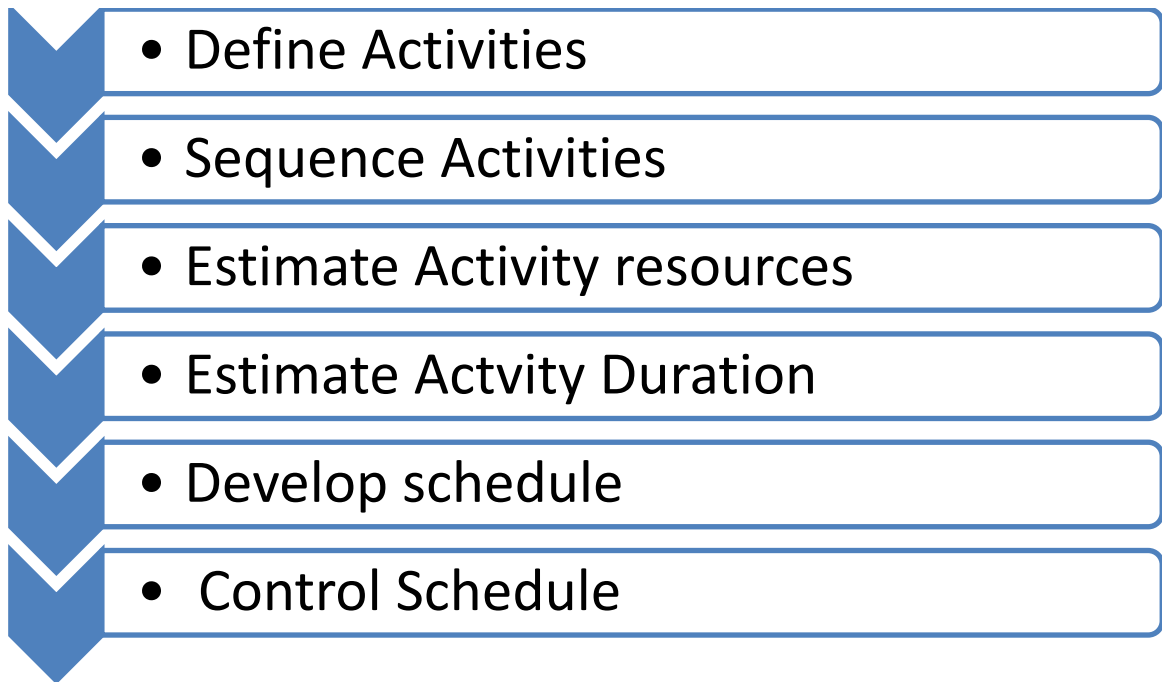 • Define Activities
• Sequence Activities
• Estimate Activity resources
• Estimate Actvity Duration
• Develop schedule
• Control Schedule